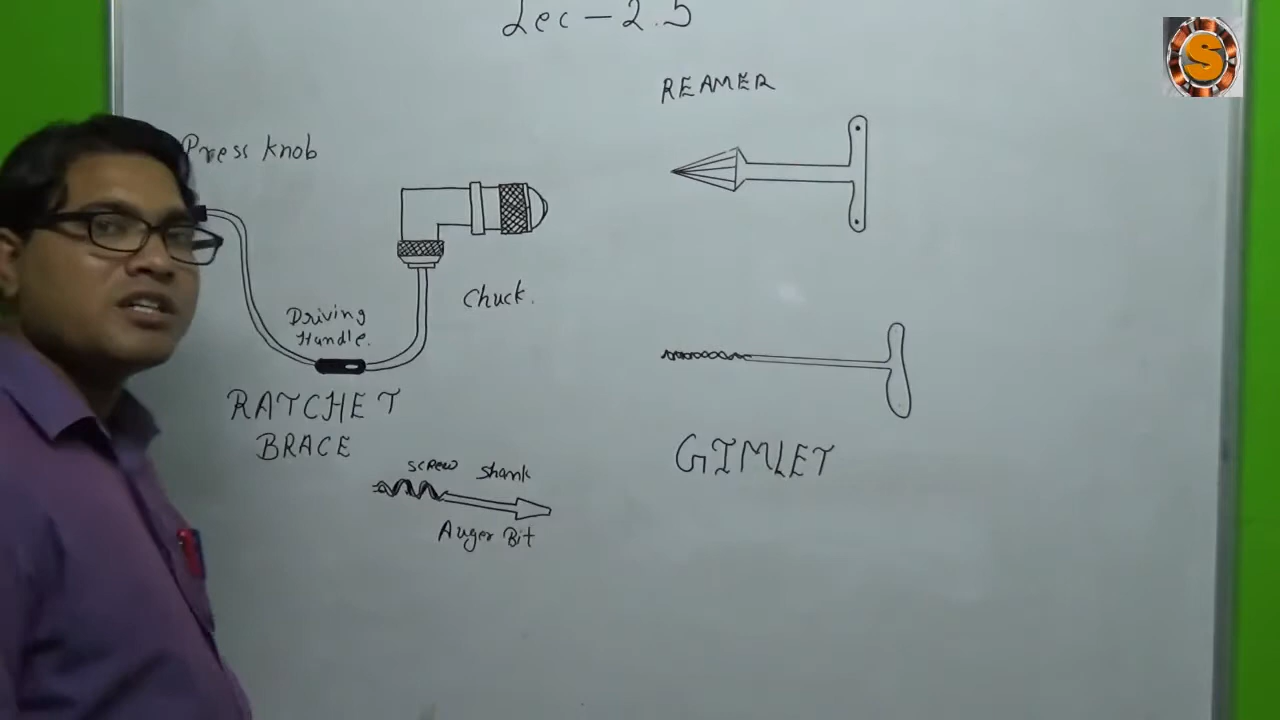 Lec - 2.5
REAMER
Press Knob
Chuck.
Driving
Handle.
RATCHET
BRACE
GIMLET
screw shank
Auger Bit
S